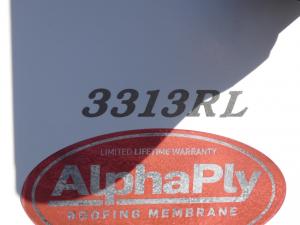 3313RL
LIMITED LIFETIME WARRANTY
AlphaPly
ROOFING MEMBRANE